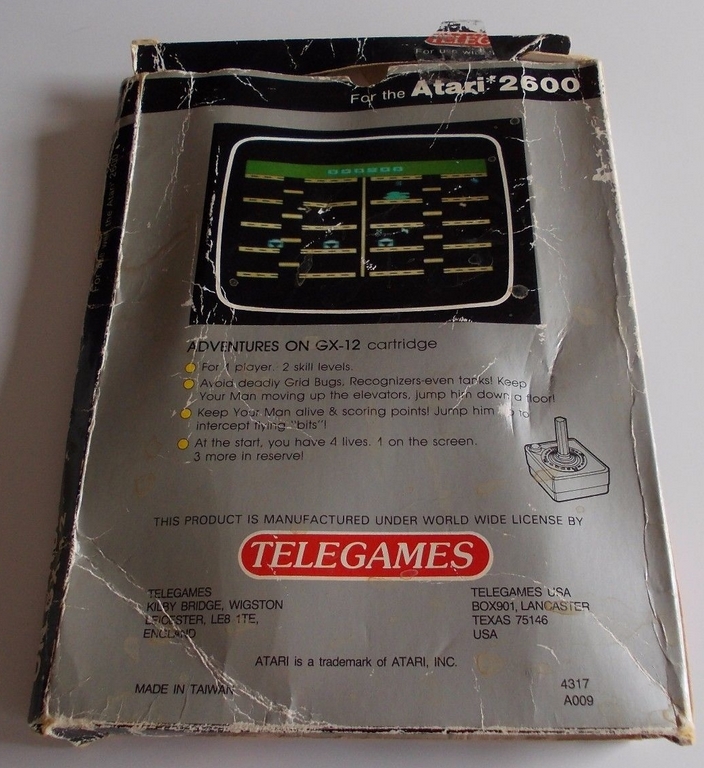 TELEG
For use wit
For the Atari* 2600
008200
ADVENTURES ON GX-12 cartridge
For 1 player. 2 skill levels.
Avoid deadly Grid Bugs, Recognizers-even tanks! Keep
Your Man moving up the elevators, jump him down a floor!
Keep Your Man alive & scoring points! Jump him up to
intercept flying "bits"!
At the start, you have 4 lives. 1 on the screen.
3 more in reserve!
THIS PRODUCT IS MANUFACTURED UNDER WORLD WIDE LICENSE BY
TELEGAMES
TELEGAMES
KILBY BRIDGE, WIGSTON
LEICESTER, LE8 1TE,
ENGLAND
TELEGAMES USA
BOX901, LANCASTER
TEXAS 75146
USA
ATARI is a trademark of ATARI, INC.
MADE IN TAIWAN
4317
A009